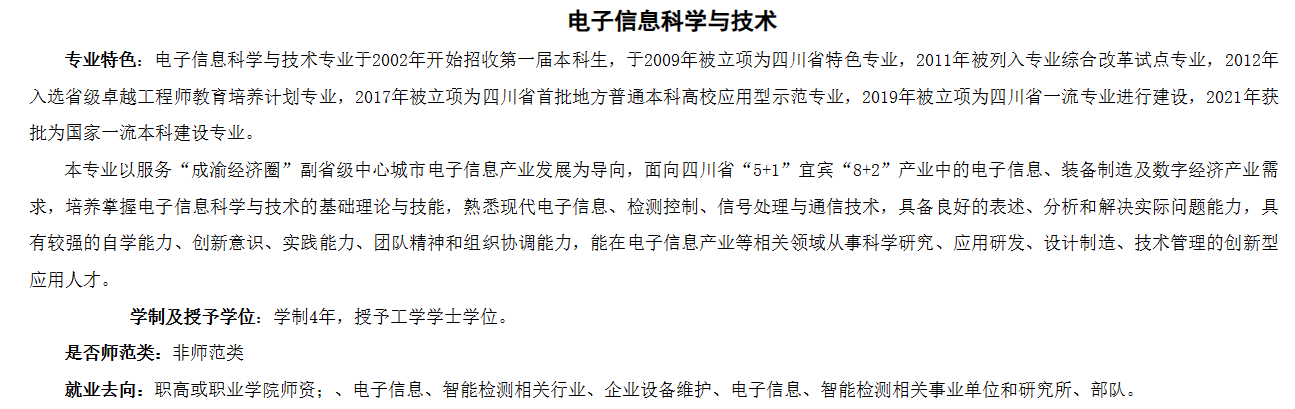 电子信息科学与技术
专业特色：电子信息科学与技术专业于2002年开始招收第一届本科生，于2009年被立项为四川省特色专业，2011年被列入专业综合改革试点专业，2012年
入选省级卓越工程师教育培养计划专业，2017年被立项为四川省首批地方普通本科高校应用型示范专业，2019年被立项为四川省一流专业进行建设，2021年获
批为国家一流本科建设专业。
本专业以服务“成渝经济圈”副省级中心城市电子信息产业发展为导向，面向四川省“5+1”宜宾“8+2”产业中的电子信息、装备制造及数字经济产业需
求，培养掌握电子信息科学与技术的基础理论与技能，熟悉现代电子信息、检测控制、信号处理与通信技术，具备良好的表述、分析和解决实际问题能力，具
有较强的自学能力、创新意识、实践能力、团队精神和组织协调能力，能在电子信息产业等相关领域从事科学研究、应用研发、设计制造、技术管理的创新型
应用人才。
学制及授予学位：学制4年，授予工学学士学位。
是否师范类：非师范类
就业去向：职高或职业学院师资；、电子信息、智能检测相关行业、企业设备维护、电子信息、智能检测相关事业单位和研究所、部队。